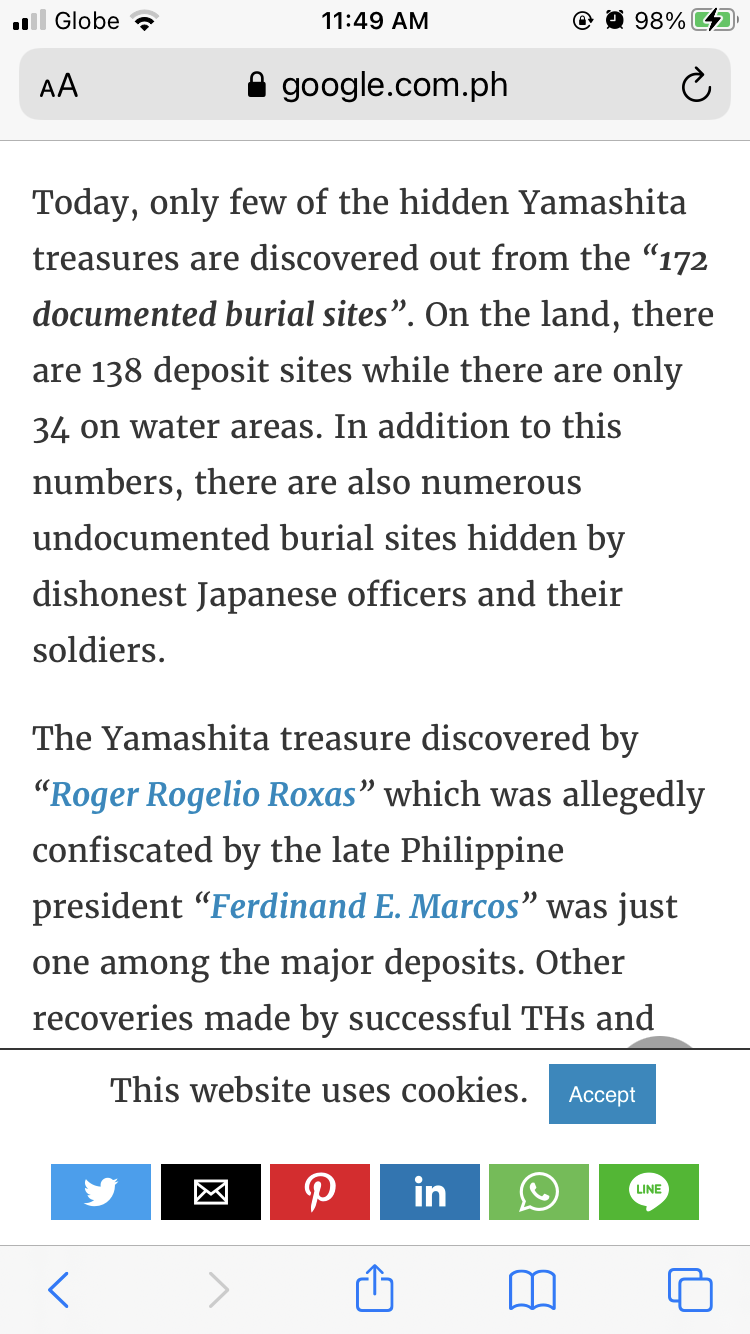 Globe 11:49 AM 98%
AA google.com.ph
Today, only few of the hidden Yamashita
treasures are discovered out from the “172
documented burial sites”. On the land, there
are 138 deposit sites while there are only
34 on water areas. In addition to this
numbers, there are also numerous
undocumented burial sites hidden by
dishonest Japanese officers and their
soldiers.
The Yamashita treasure discovered by
“Roger Rogelio Roxas” which was allegedly
confiscated by the late Philippine
president “Ferdinand E. Marcos” was just
one among the major deposits. Other
recoveries made by successful THs and
This website uses cookies. Accept
in LINE